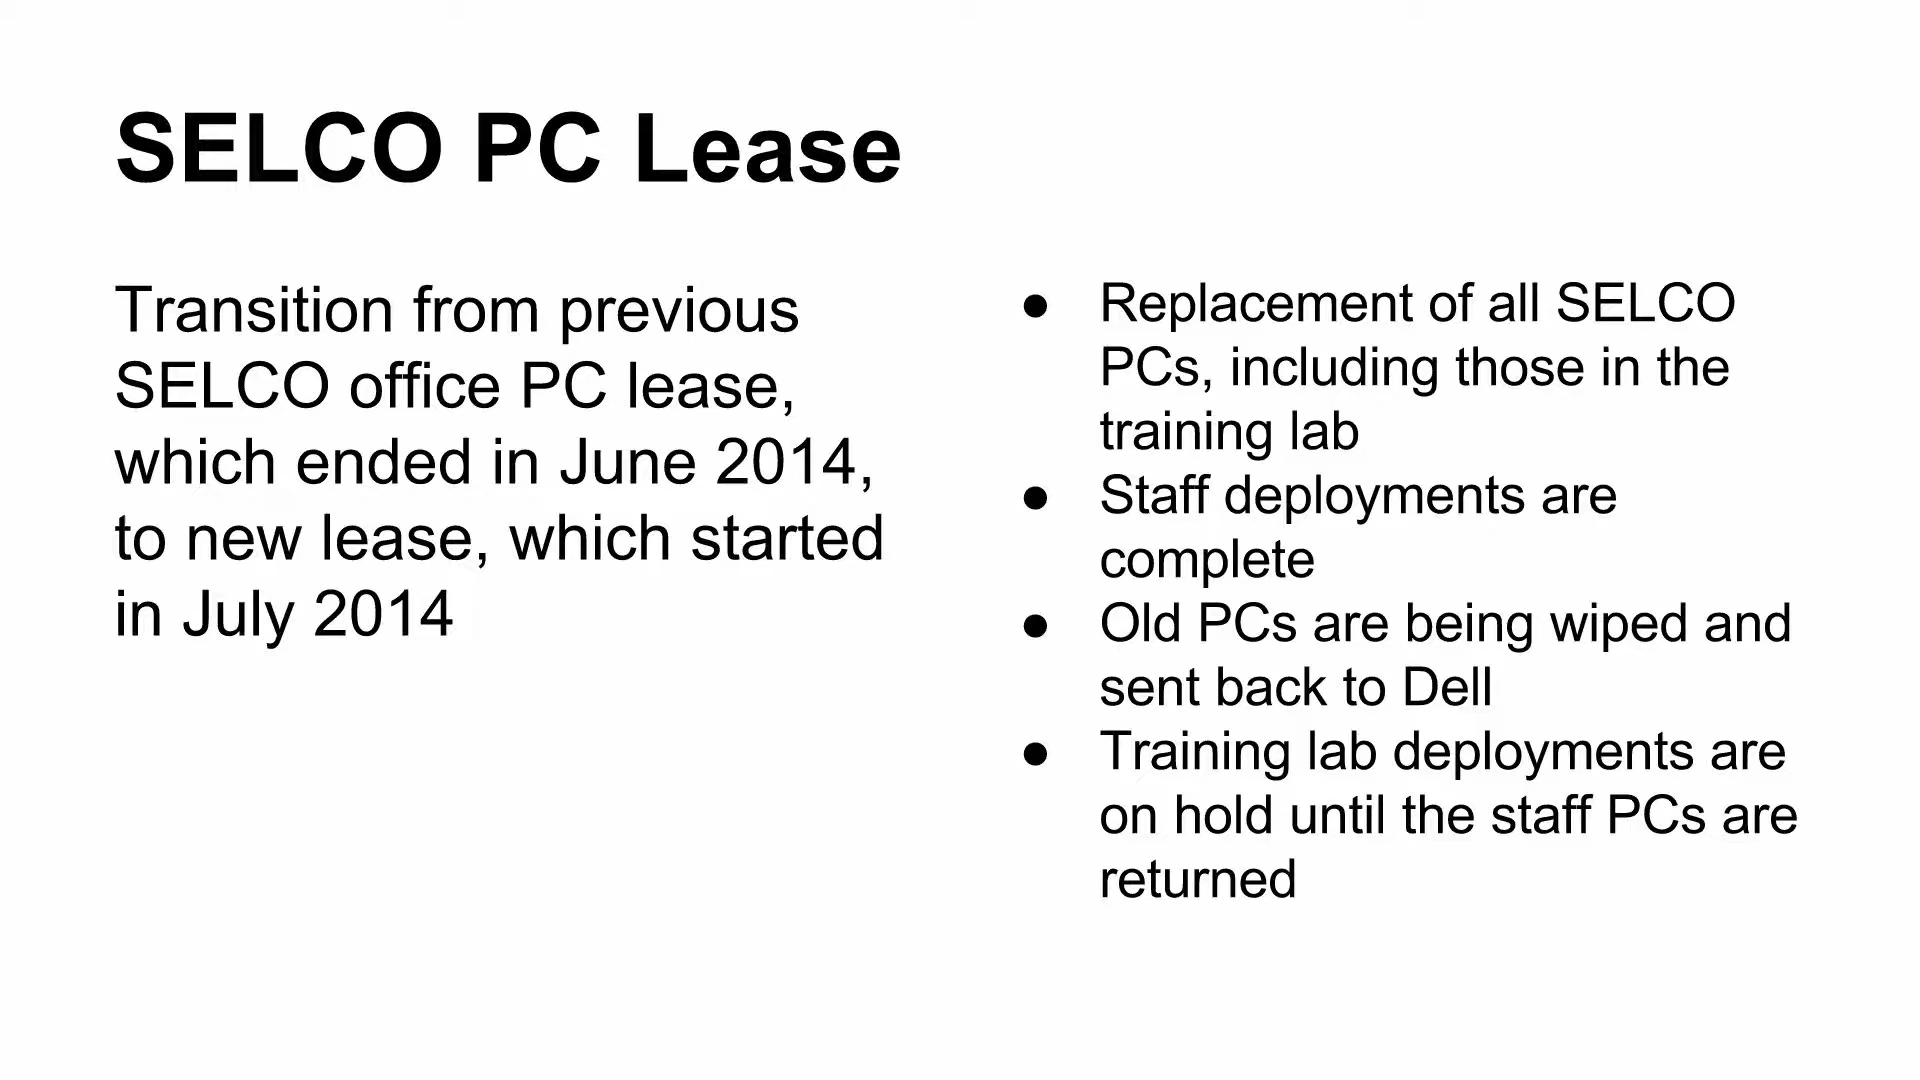 SELCO PC Lease
Transition from previous
SELCO office PC lease,
which ended in June 2014,
to new lease, which started
in July 2014
● Replacement of all SELCO
PCs, including those in the
training lab
● Staff deployments are
complete
● Old PCs are being wiped and
sent back to Dell
● Training lab deployments are
on hold until the staff PCs are
returned